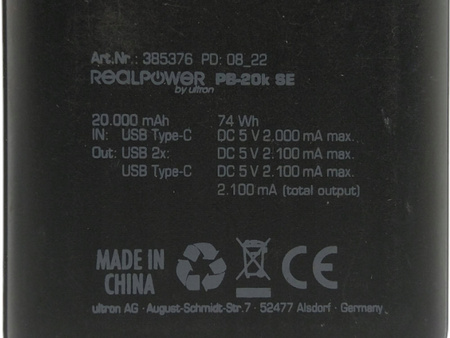 Art.Nr.: 385376 PD: 08_22
REALPOWER PB-20k SE
by ultron
20.000 mAh 74 Wh
IN: USB Type-C DC 5 V 2.000 mA max.
Out: USB 2x: DC 5 V 2.100 mA max.
USB Type-C DC 5 V 2.100 mA max.
2.100 mA (total output)
MADE IN
CHINA
CE
ultron AG · August-Schmidt-Str.7 · 52477 Alsdorf · Germany